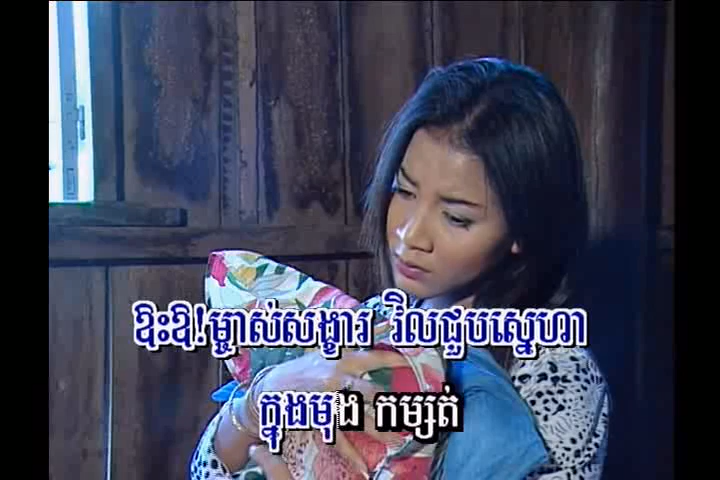 ឱះឱ!ម្ចាស់សង្ខារ វិលជួបស្នេហា
ក្នុងមុង កម្សត់